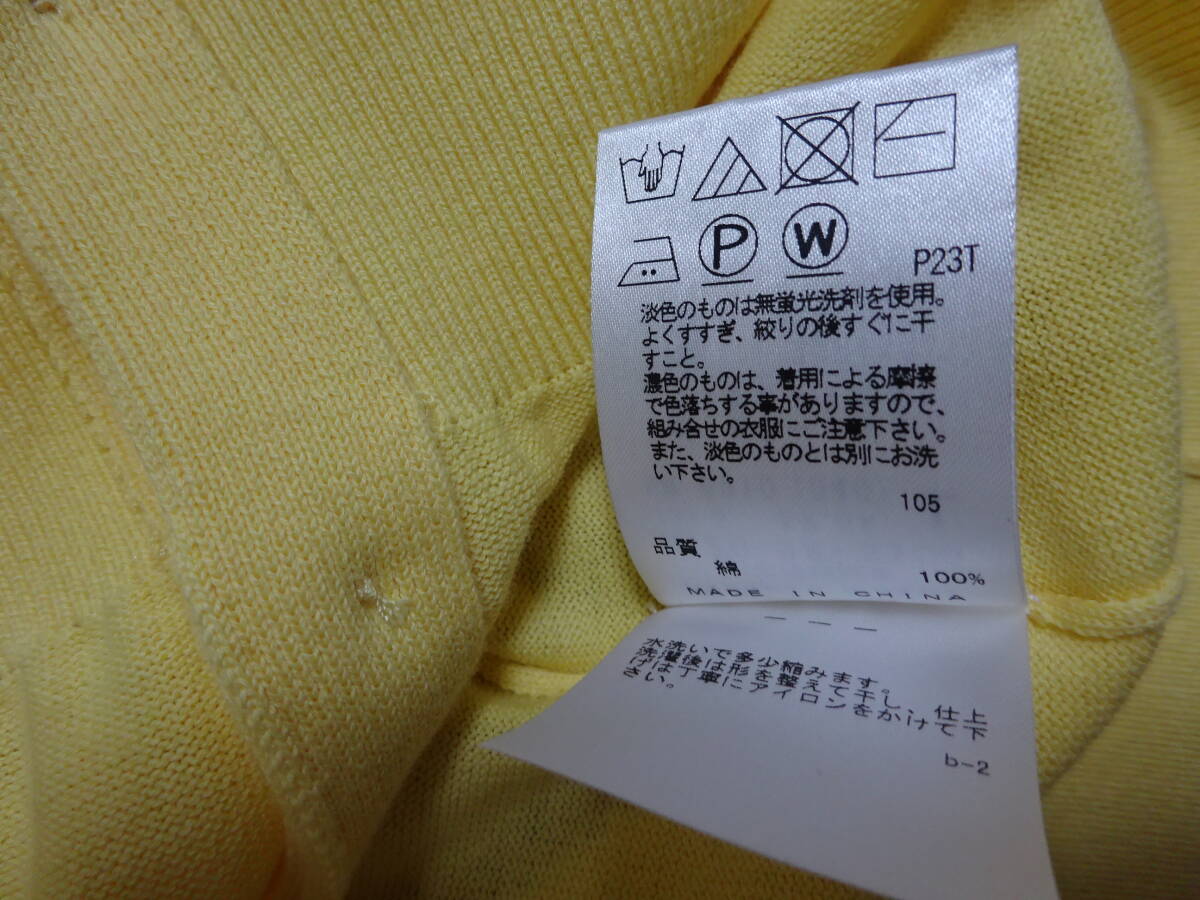 P W P23T
淡色のものは無蛍光洗剤を使用。
よくすすぎ、絞りの後すぐに干
すこと。
濃色のものは、着用による摩擦
で色落ちする事がありますので、
組み合せの衣服にご注意下さい。
また、淡色のものとは別にお洗
い下さい。
105
品質
綿 100%
MADE IN CHINA
水洗いで多少縮みます。
洗濯後は形を整えて干し、仕上
げは丁寧にアイロンをかけて下
さい。
b-2